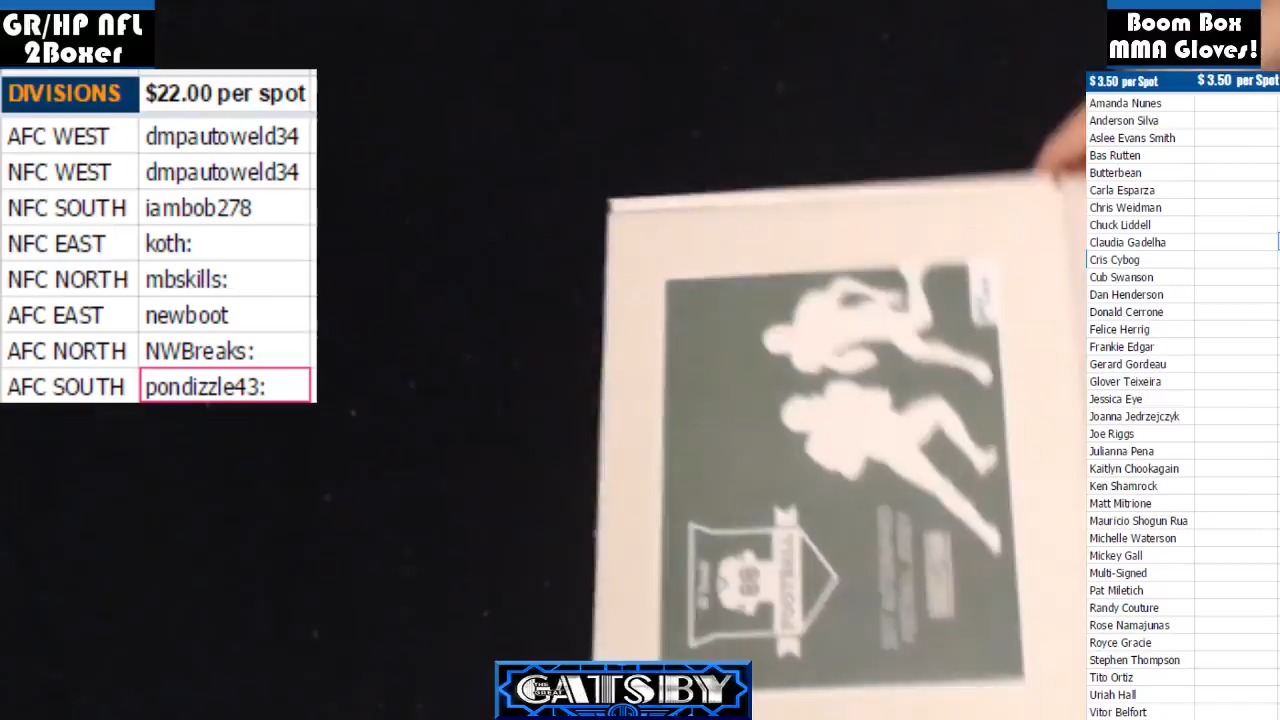 GR/HP NFL
2Boxer
DIVISIONS $22.00 per spot
AFC WEST dmpautoweld34
NFC WEST dmpautoweld34
NFC SOUTH iambob278
NFC EAST koth:
NFC NORTH mbskills:
AFC EAST newboot
AFC NORTH NWBreaks:
AFC SOUTH pondizzle43:
FOOTBALL
88
THE GREAT
GATSBY
Boom Box
MMA Gloves!
$3.50 per Spot $3.50 per Spot
Amanda Nunes
Anderson Silva
Aslee Evans Smith
Bas Rutten
Butterbean
Carla Esparza
Chris Weidman
Chuck Liddell
Claudia Gadelha
Cris Cybog
Cub Swanson
Dan Henderson
Donald Cerrone
Felice Herrig
Frankie Edgar
Gerard Gordeau
Glover Teixeira
Jessica Eye
Joanna Jedrzejczyk
Joe Riggs
Julianna Pena
Kaitlyn Chookagain
Ken Shamrock
Matt Mitrione
Mauricio Shogun Rua
Michelle Waterson
Mickey Gall
Multi-Signed
Pat Miletich
Randy Couture
Rose Namajunas
Royce Gracie
Stephen Thompson
Tito Ortiz
Uriah Hall
Vitor Belfort